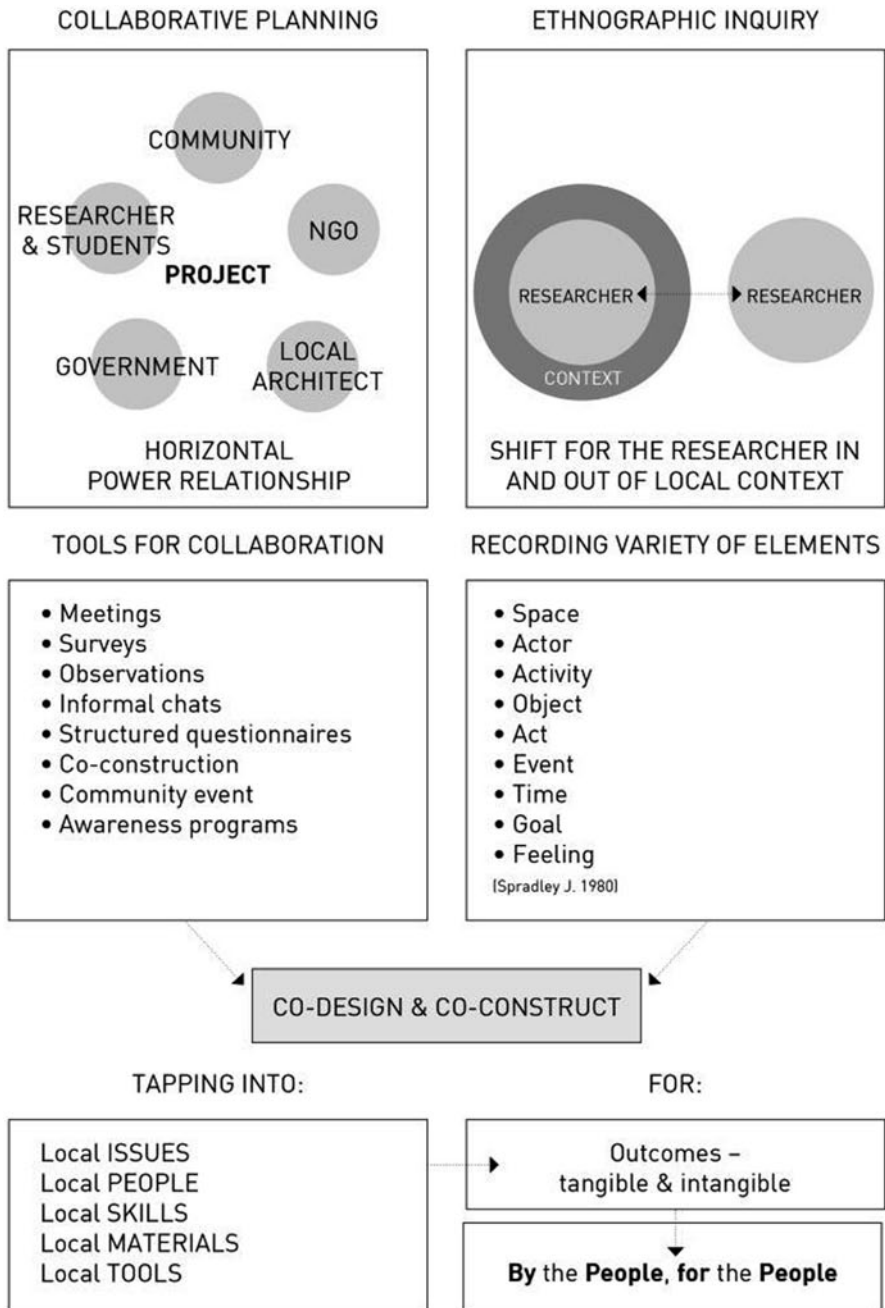 COLLABORATIVE PLANNING
COMMUNITY
RESEARCHER
& STUDENTS
NGO
PROJECT
GOVERNMENT
LOCAL
ARCHITECT
HORIZONTAL
POWER RELATIONSHIP
ETHNOGRAPHIC INQUIRY
RESEARCHER
RESEARCHER
CONTEXT
SHIFT FOR THE RESEARCHER IN
AND OUT OF LOCAL CONTEXT
TOOLS FOR COLLABORATION
• Meetings
• Surveys
• Observations
• Informal chats
• Structured questionnaires
• Co-construction
• Community event
• Awareness programs
RECORDING VARIETY OF ELEMENTS
• Space
• Actor
• Activity
• Object
• Act
• Event
• Time
• Goal
• Feeling
(Spradley J. 1980)
CO-DESIGN & CO-CONSTRUCT
TAPPING INTO:
Local ISSUES
Local PEOPLE
Local SKILLS
Local MATERIALS
Local TOOLS
FOR:
Outcomes –
tangible & intangible
By the People, for the People